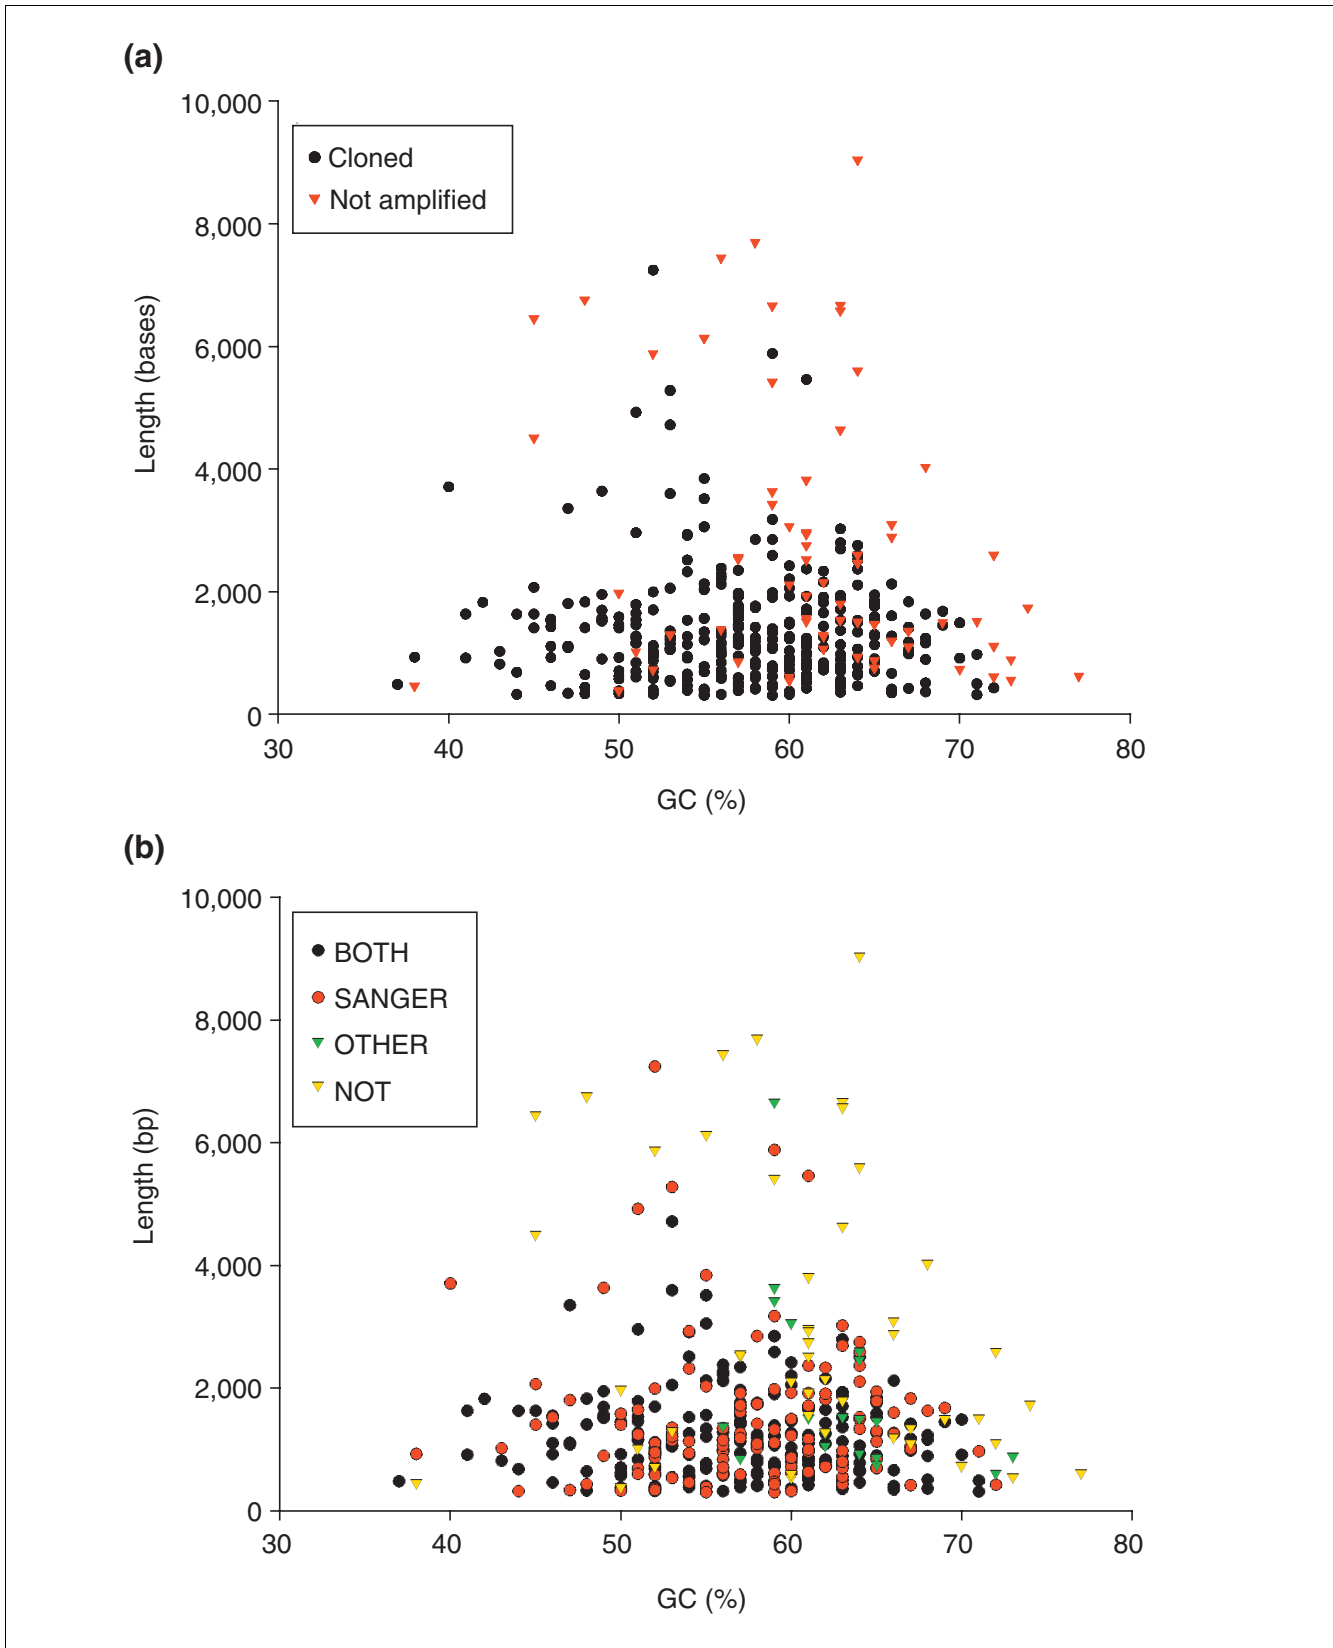 (a)
10,000
8,000
6,000
4,000
2,000
0
Length (bases)
Cloned
Not amplified
30 40 50 60 70 80
GC (%)
(b)
10,000
8,000
6,000
4,000
2,000
0
Length (bp)
BOTH
SANGER
OTHER
NOT
30 40 50 60 70 80
GC (%)